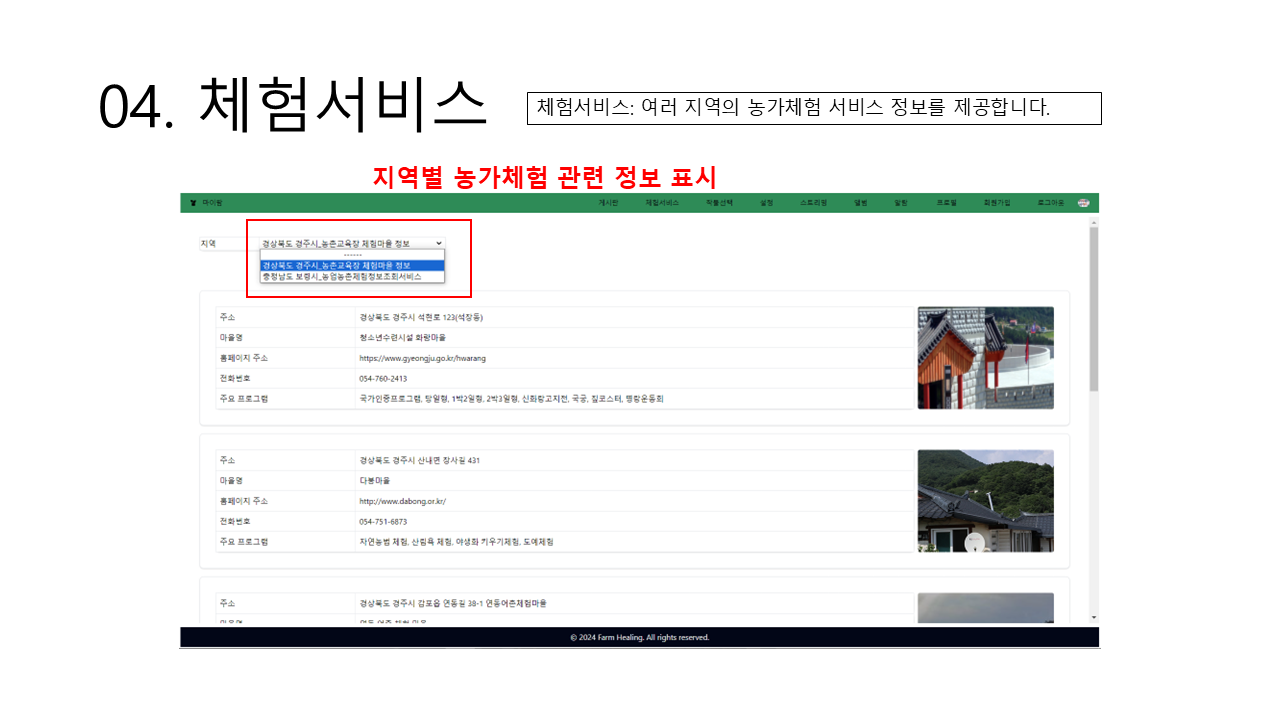 04. 체험서비스
체험서비스: 여러 지역의 농가체험 서비스 정보를 제공합니다.
지역별 농가체험 관련 정보 표시
마이팜 게시판 체험서비스 작물선택 설정 스토리월 앨범 알람 프로필 회원가입 로그아웃
지역 경상북도 경주시_농촌교육장 체험마을 정보
------
경상북도 경주시_농촌교육장 체험마을 정보
충청남도 보령시_농업농촌체험정보조회서비스
주소 경상북도 경주시 석현로 123(석장동)
마을명 청소년수련시설 화랑마을
홈페이지 주소 https://www.gyeongju.go.kr/hwarang
전화번호 054-760-2413
주요 프로그램 국가인증프로그램, 당일형, 1박2일형, 2박3일형, 신화랑고지전, 국궁, 짚코스터, 명랑운동회
주소 경상북도 경주시 산내면 장사길 431
마을명 다봉마을
홈페이지 주소 http://www.dabong.or.kr/
전화번호 054-751-6873
주요 프로그램 자연농법 체험, 산림욕 체험, 야생화 키우기체험, 도예체험
주소 경상북도 경주시 감포읍 연동길 38-1 연동어촌체험마을
© 2024 Farm Healing. All rights reserved.